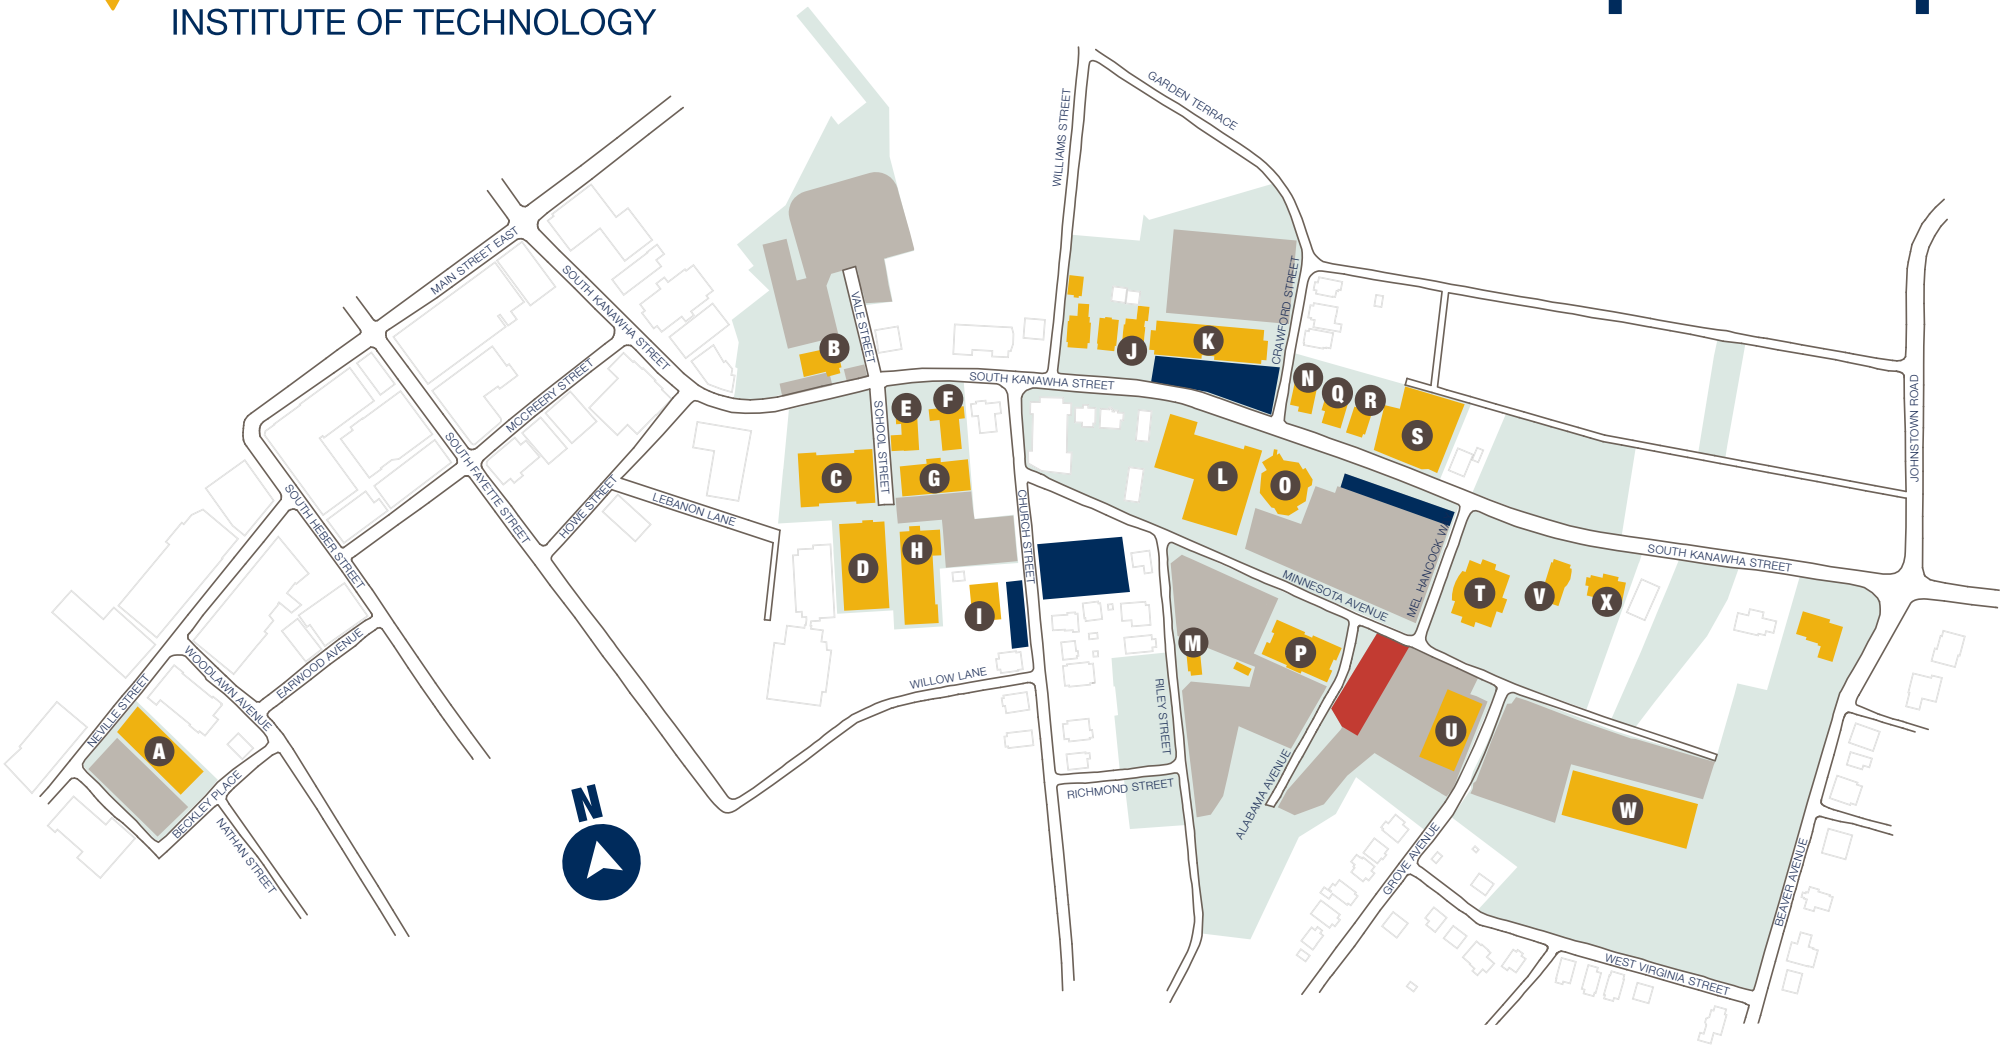 INSTITUTE OF TECHNOLOGY
GARDEN TERRACE
WILLIAMS STREET
MAIN STREET EAST
SOUTH KANAWHA STREET
VALE STREET
CRAWFORD STREET
B
J
K
MCCREERY STREET
SOUTH KANAWHA STREET
JOHNSTOWN ROAD
N
Q
R
E
F
SCHOOL STREET
S
SOUTH FAYETTE STREET
C
G
L
O
SOUTH HEBER STREET
HOWE STREET
LEBANON LANE
CHURCH STREET
MEL HANCOCK W
SOUTH KANAWHA STREET
H
D
MINNESOTA AVENUE
T
V
X
I
WOODLAWN AVENUE
EARWOOD AVENUE
M
P
WILLOW LANE
RILEY STREET
NEVILLE STREET
A
U
BECKLEY PLACE
NATHAN STREET
N
RICHMOND STREET
ALABAMA AVENUE
W
GROVE AVENUE
BEAVER AVENUE
WEST VIRGINIA STREET